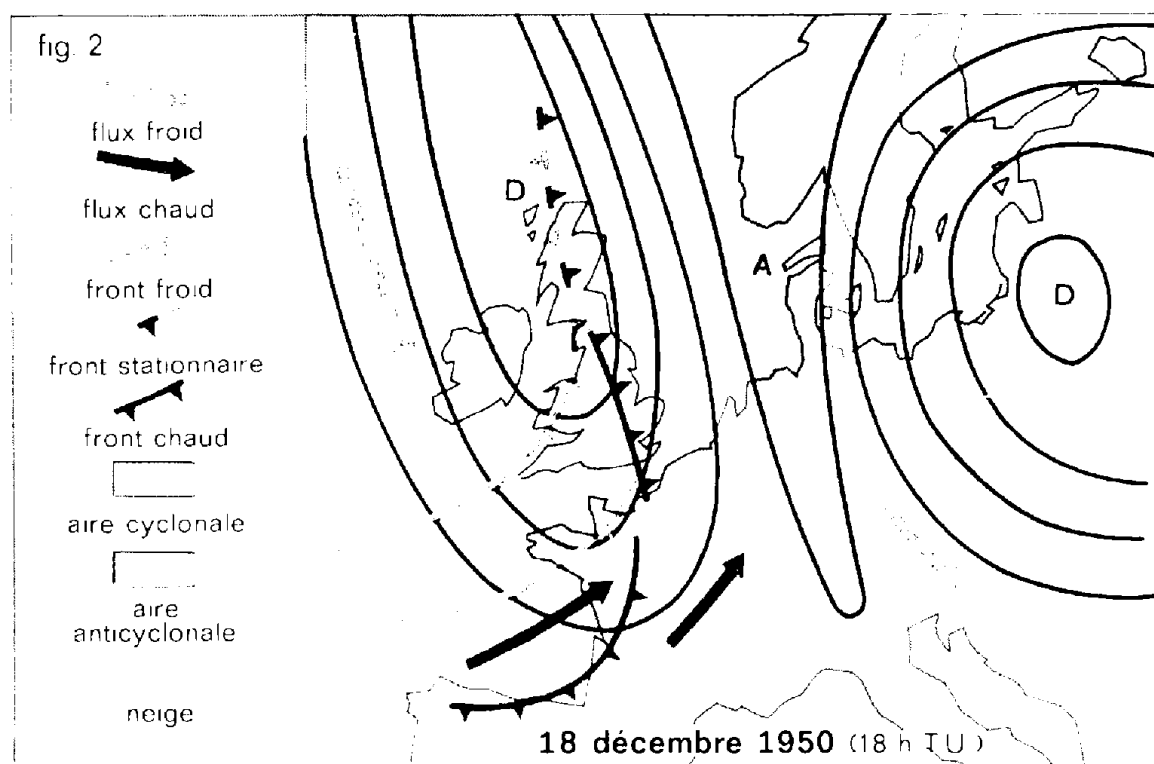 fig. 2
flux froid
flux chaud
front froid
front stationnaire
front chaud
aire cyclonale
aire
anticyclonale
neige
D
A
D
18 décembre 1950 (18 h TU)